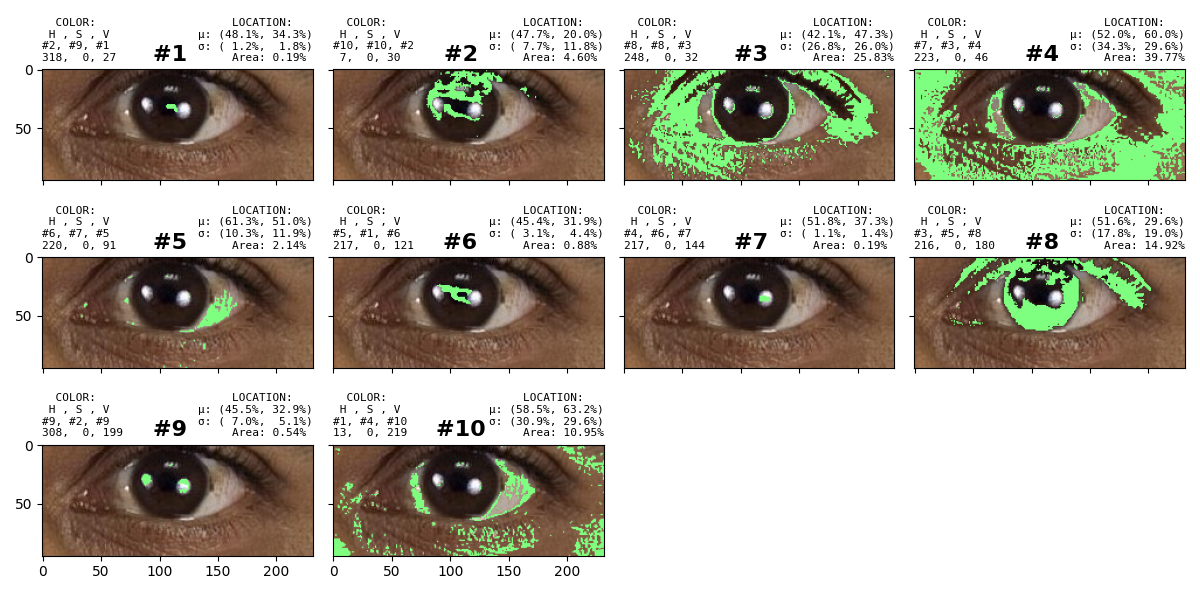 COLOR: LOCATION:
H , S , V μ: (48.1%, 34.3%)
#2, #9, #1 #1 σ: ( 1.2%,  1.8%)
318,  0, 27 Area: 0.19%
COLOR: LOCATION:
H , S , V μ: (47.7%, 20.0%)
#10, #10, #2 #2 σ: ( 7.7%, 11.8%)
7,  0, 30 Area: 4.60%
COLOR: LOCATION:
H , S , V μ: (42.1%, 47.3%)
#8, #8, #3 #3 σ: (26.8%, 26.0%)
248,  0, 32 Area: 25.83%
COLOR: LOCATION:
H , S , V μ: (52.0%, 60.0%)
#7, #3, #4 #4 σ: (34.3%, 29.6%)
223,  0, 46 Area: 39.77%
0
50
COLOR: LOCATION:
H , S , V μ: (61.3%, 51.0%)
#6, #7, #5 #5 σ: (10.3%, 11.9%)
220,  0, 91 Area: 2.14%
COLOR: LOCATION:
H , S , V μ: (45.4%, 31.9%)
#5, #1, #6 #6 σ: ( 3.1%,  4.4%)
217,  0, 121 Area: 0.88%
COLOR: LOCATION:
H , S , V μ: (51.8%, 37.3%)
#4, #6, #7 #7 σ: ( 1.1%,  1.4%)
217,  0, 144 Area: 0.19%
COLOR: LOCATION:
H , S , V μ: (51.6%, 29.6%)
#3, #5, #8 #8 σ: (17.8%, 19.0%)
216,  0, 180 Area: 14.92%
0
50
COLOR: LOCATION:
H , S , V μ: (45.5%, 32.9%)
#9, #2, #9 #9 σ: ( 7.0%,  5.1%)
308,  0, 199 Area: 0.54%
COLOR: LOCATION:
H , S , V μ: (58.5%, 63.2%)
#1, #4, #10 #10 σ: (30.9%, 29.6%)
13,  0, 219 Area: 10.95%
0
50
0 50 100 150 200
0 50 100 150 200